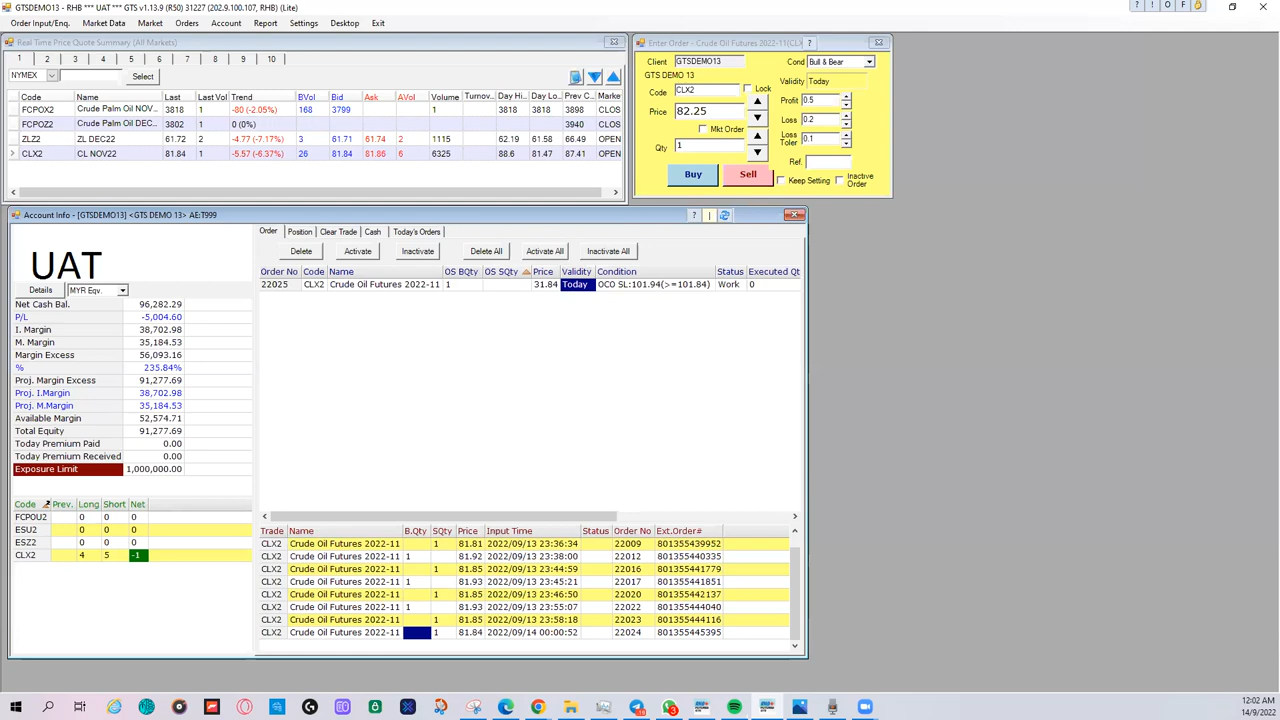 GTSDEMO13 - RHB *** UAT *** GTS v1.13.9 (R50) 31227 (202.9.100.107, RHB) (Lite)
Order Input/Enq. Market Data Market Orders Account Report Settings Desktop Exit
Real Time Price Quote Summary (All Markets)
1 2 3 4 5 6 7 8 9 10
NYMEX Select
Code Name Last Last Vol Trend BVol Bid Ask AVol Volume Turnov... Day Hi... Day Lo... Prev C... Marke
FCPOX2 Crude Palm Oil NOV... 3818 1 -80 (-2.05%) 168 3799 1 3818 3818 3898 CLOS
FCPOZ2 Crude Palm Oil DEC... 3802 1 0 (0%) 3940 CLOS
ZLZ2 ZL DEC22 61.72 2 -4.77 (-7.17%) 3 61.71 61.74 2 1115 62.19 61.58 66.49 OPEN
CLX2 CL NOV22 81.84 1 -5.57 (-6.37%) 26 81.84 81.86 6 6325 88.6 81.47 87.41 OPEN
Enter Order - Crude Oil Futures 2022-11(CLX ?
Client GTSDEMO13 Cond Bull & Bear
GTS DEMO 13 Validity Today
Code CLX2 Lock
Price 82.25 Profit 0.5
Mkt Order Loss 0.2
Qty 1 Loss Toler 0.1
Ref.
Buy Sell Keep Setting Inactive Order
Account Info - [GTSDEMO13] <GTS DEMO 13> AE:T999
UAT
Details MYR Eqv.
Net Cash Bal. 96,282.29
P/L -5,004.60
I. Margin 38,702.98
M. Margin 35,184.53
Margin Excess 56,093.16
% 235.84%
Proj. Margin Excess 91,277.69
Proj. I.Margin 38,702.98
Proj. M.Margin 35,184.53
Available Margin 52,574.71
Total Equity 91,277.69
Today Premium Paid 0.00
Today Premium Received 0.00
Exposure Limit 1,000,000.00
Code Prev. Long Short Net
FCPOU2 0 0 0
ESU2 0 0 0
ESZ2 0 0 0
CLX2 4 5 -1
Order Position Clear Trade Cash Today's Orders
Delete Activate Inactivate Delete All Activate All Inactivate All
Order No Code Name OS BQty OS SQty Price Validity Condition Status Executed Qt
22025 CLX2 Crude Oil Futures 2022-11 1 31.84 Today OCO SL:101.94(>=101.84) Work 0
Trade Name B.Qty SQty Price Input Time Status Order No Ext.Order#
CLX2 Crude Oil Futures 2022-11 1 81.81 2022/09/13 23:36:34 22009 801355439952
CLX2 Crude Oil Futures 2022-11 1 81.92 2022/09/13 23:38:00 22012 801355440335
CLX2 Crude Oil Futures 2022-11 1 81.85 2022/09/13 23:44:59 22016 801355441779
CLX2 Crude Oil Futures 2022-11 1 81.93 2022/09/13 23:45:21 22017 801355441851
CLX2 Crude Oil Futures 2022-11 1 81.85 2022/09/13 23:46:50 22020 801355442137
CLX2 Crude Oil Futures 2022-11 1 81.93 2022/09/13 23:55:07 22022 801355444040
CLX2 Crude Oil Futures 2022-11 1 81.85 2022/09/13 23:58:18 22023 801355444116
CLX2 Crude Oil Futures 2022-11 1 81.84 2022/09/14 00:00:52 22024 801355445395
12:02 AM
14/9/2022